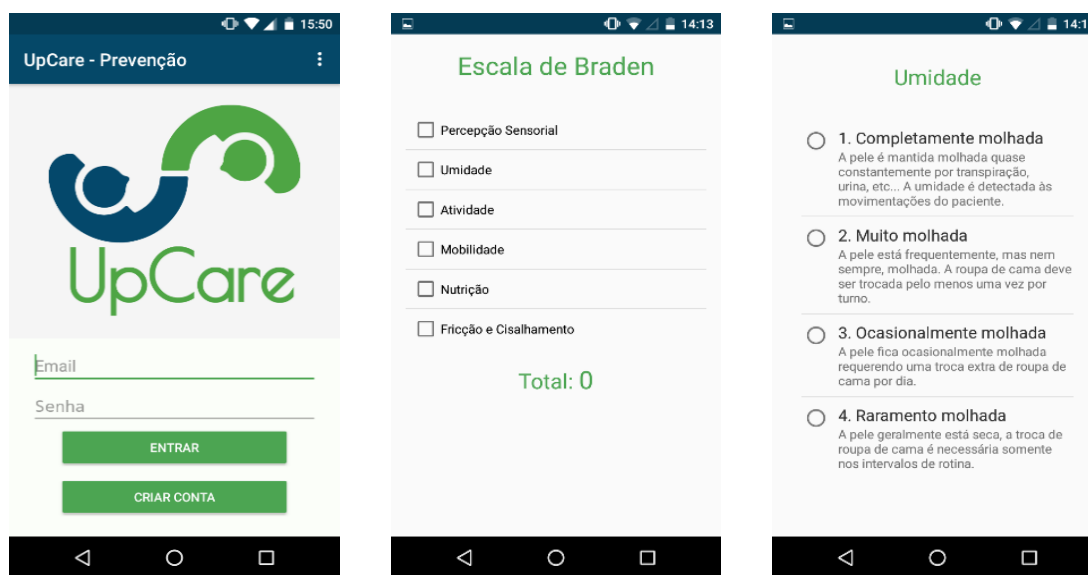 15:50
UpCare - Prevenção
UpCare
Email
Senha
ENTRAR
CRIAR CONTA
14:13
Escala de Braden
Percepção Sensorial
Umidade
Atividade
Mobilidade
Nutrição
Fricção e Cisalhamento
Total: 0
14:1
Umidade
1. Completamente molhada
A pele é mantida molhada quase
constantemente por transpiração,
urina, etc... A umidade é detectada às
movimentações do paciente.
2. Muito molhada
A pele está frequentemente, mas nem
sempre, molhada. A roupa de cama deve
ser trocada pelo menos uma vez por
turno.
3. Ocasionalmente molhada
A pele fica ocasionalmente molhada
requerendo uma troca extra de roupa de
cama por dia.
4. Raramento molhada
A pele geralmente está seca, a troca de
roupa de cama é necessária somente
nos intervalos de rotina.